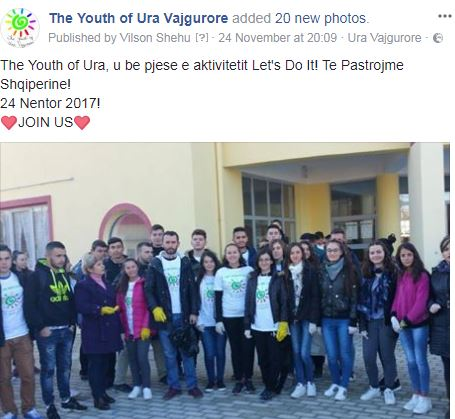 The Youth of Ura Vajgurore added 20 new photos.
Published by Vilson Shehu [?] · 24 November at 20:09 · Ura Vajgurore ·
The Youth of Ura, u be pjese e aktivitetit Let's Do It! Te Pastrojme
Shqiperine!
24 Nentor 2017!
❤JOIN US❤
adidas